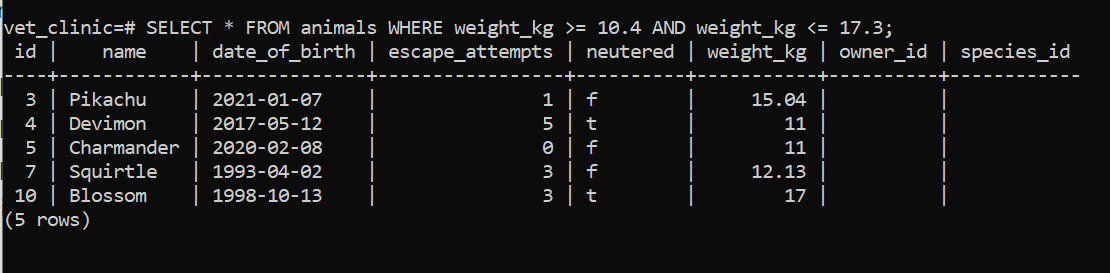 vet_clinic=# SELECT * FROM animals WHERE weight_kg >= 10.4 AND weight_kg <= 17.3;
 id |    name    | date_of_birth | escape_attempts | neutered | weight_kg | owner_id | species_id
----+------------+---------------+-----------------+----------+-----------+----------+------------
  3 | Pikachu    | 2021-01-07    |               1 | f        |     15.04 |          |
  4 | Devimon    | 2017-05-12    |               5 | t        |        11 |          |
  5 | Charmander | 2020-02-08    |               0 | f        |        11 |          |
  7 | Squirtle   | 1993-04-02    |               3 | f        |     12.13 |          |
 10 | Blossom    | 1998-10-13    |               3 | t        |        17 |          |
(5 rows)